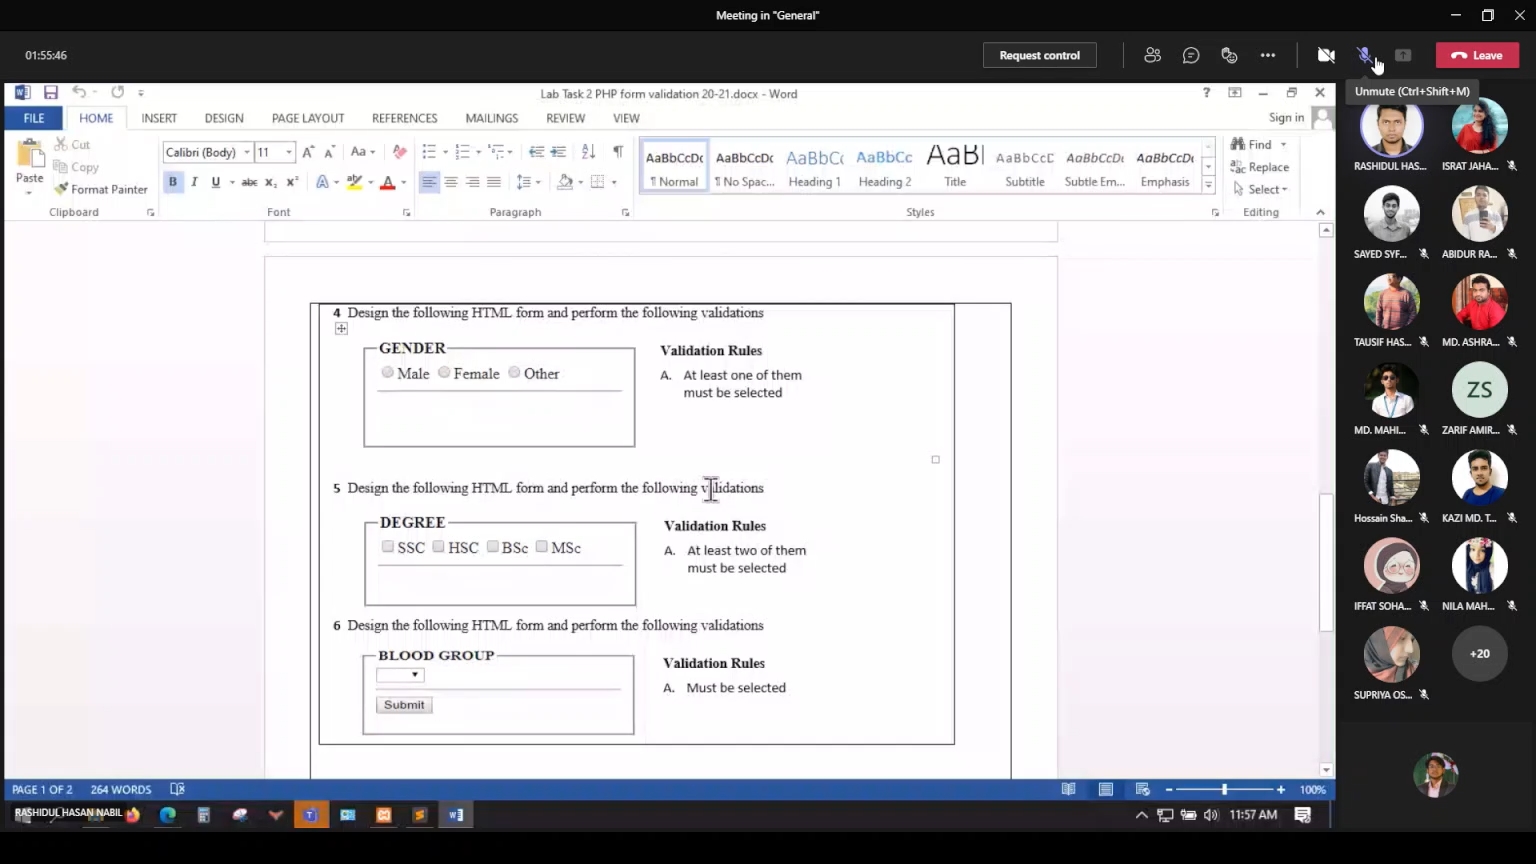 Meeting in "General"
01:55:46
Request control
Leave
Unmute (Ctrl+Shift+M)
Lab Task 2 PHP form validation 20-21.docx - Word
FILE HOME INSERT DESIGN PAGE LAYOUT REFERENCES MAILINGS REVIEW VIEW
Sign in
Paste
Cut
Copy
Format Painter
Clipboard
Calibri (Body) 11
Font
Paragraph
AaBbCcDc AaBbCcDc AaBbCc AaBbCc AaBl AaBbCcD AaBbCcDc AaBbCcDc
¶ Normal ¶ No Spac... Heading 1 Heading 2 Title Subtitle Subtle Em... Emphasis
Styles
Find
Replace
Select
Editing
4 Design the following HTML form and perform the following validations
GENDER
Male Female Other
Validation Rules
A. At least one of them
must be selected
5 Design the following HTML form and perform the following validations
DEGREE
SSC HSC BSc MSc
Validation Rules
A. At least two of them
must be selected
6 Design the following HTML form and perform the following validations
BLOOD GROUP
Submit
Validation Rules
A. Must be selected
PAGE 1 OF 2 264 WORDS
100%
RASHIDUL HASAN NABIL
11:57 AM
RASHIDUL HAS... ISRAT JAHA...
SAYED SYF... ABIDUR RA...
TAUSIF HAS... MD. ASHRA...
ZS
MD. MAHI... ZARIF AMIR...
Hossain Sha... KAZI MD. T...
IFFAT SOHA... NILA MAH...
+20
SUPRIYA OS...